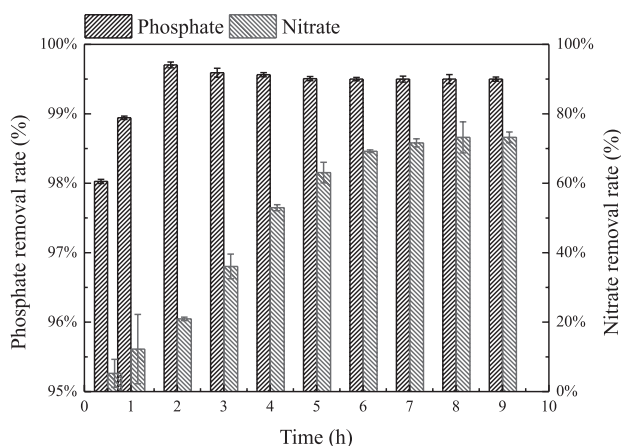 Phosphate Nitrate
100% 100%
99% 80%
98% 60%
97% 40%
96% 20%
95% 0%
0 1 2 3 4 5 6 7 8 9 10
Phosphate removal rate (%)
Nitrate removal rate (%)
Time (h)